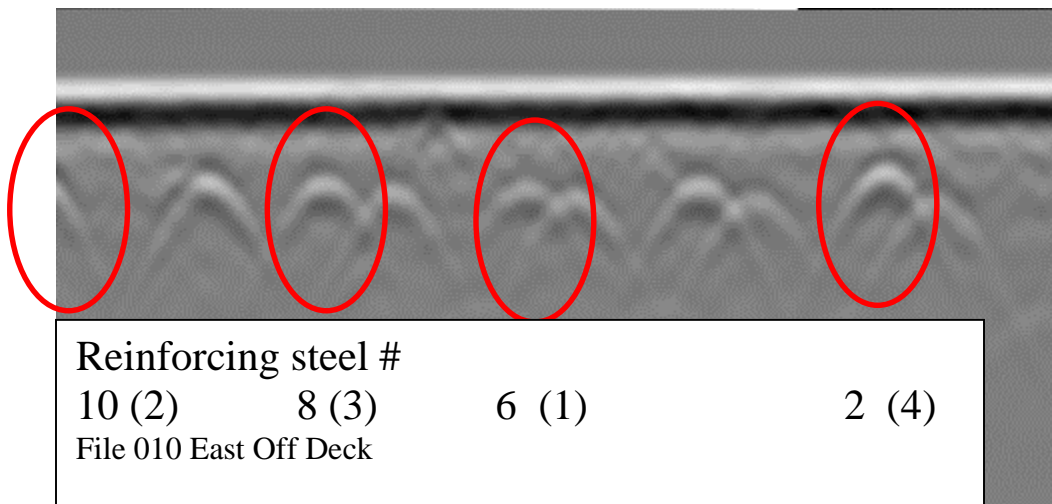 Reinforcing steel #
10 (2) 8 (3) 6 (1) 2 (4)
File 010 East Off Deck